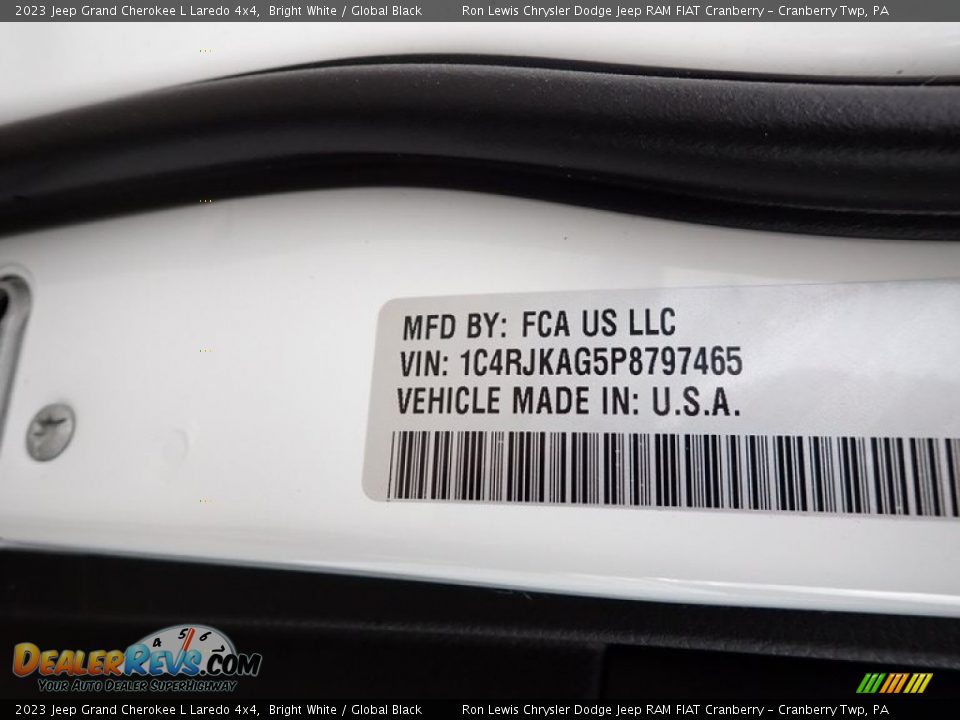 2023 Jeep Grand Cherokee L Laredo 4x4, Bright White / Global Black Ron Lewis Chrysler Dodge Jeep RAM FIAT Cranberry – Cranberry Twp, PA
MFD BY: FCA US LLC
VIN: 1C4RJKAG5P8797465
VEHICLE MADE IN: U.S.A.
4 5 6
DealerRevs.com
Your Auto Dealer SuperHighway
2023 Jeep Grand Cherokee L Laredo 4x4, Bright White / Global Black Ron Lewis Chrysler Dodge Jeep RAM FIAT Cranberry – Cranberry Twp, PA